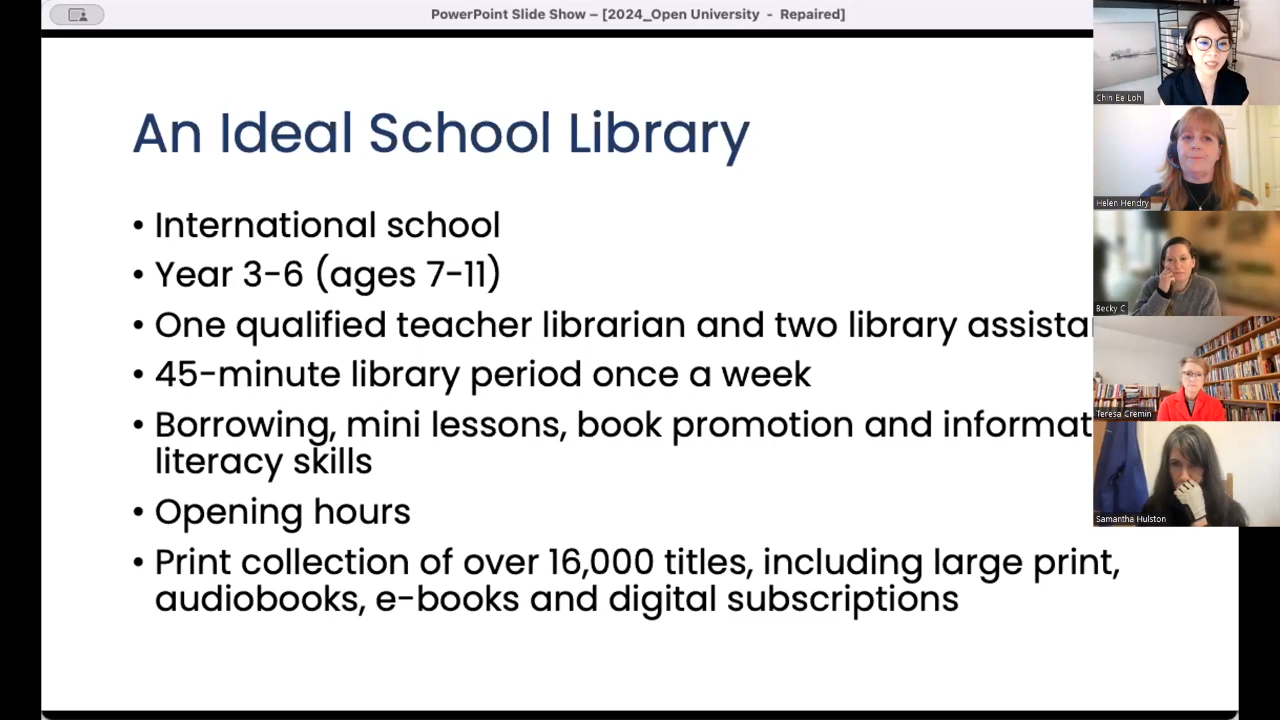 PowerPoint Slide Show – [2024_Open University - Repaired]
An Ideal School Library
• International school
• Year 3-6 (ages 7-11)
• One qualified teacher librarian and two library
• 45-minute library period once a week
• Borrowing, mini lessons, book promotion and
literacy skills
• Opening hours
• Print collection of over 16,000 titles, including large print,
audiobooks, e-books and digital subscriptions
Chin Ee Loh
Helen Hendry
Becky C
Teresa Cremin
Samantha Hulston